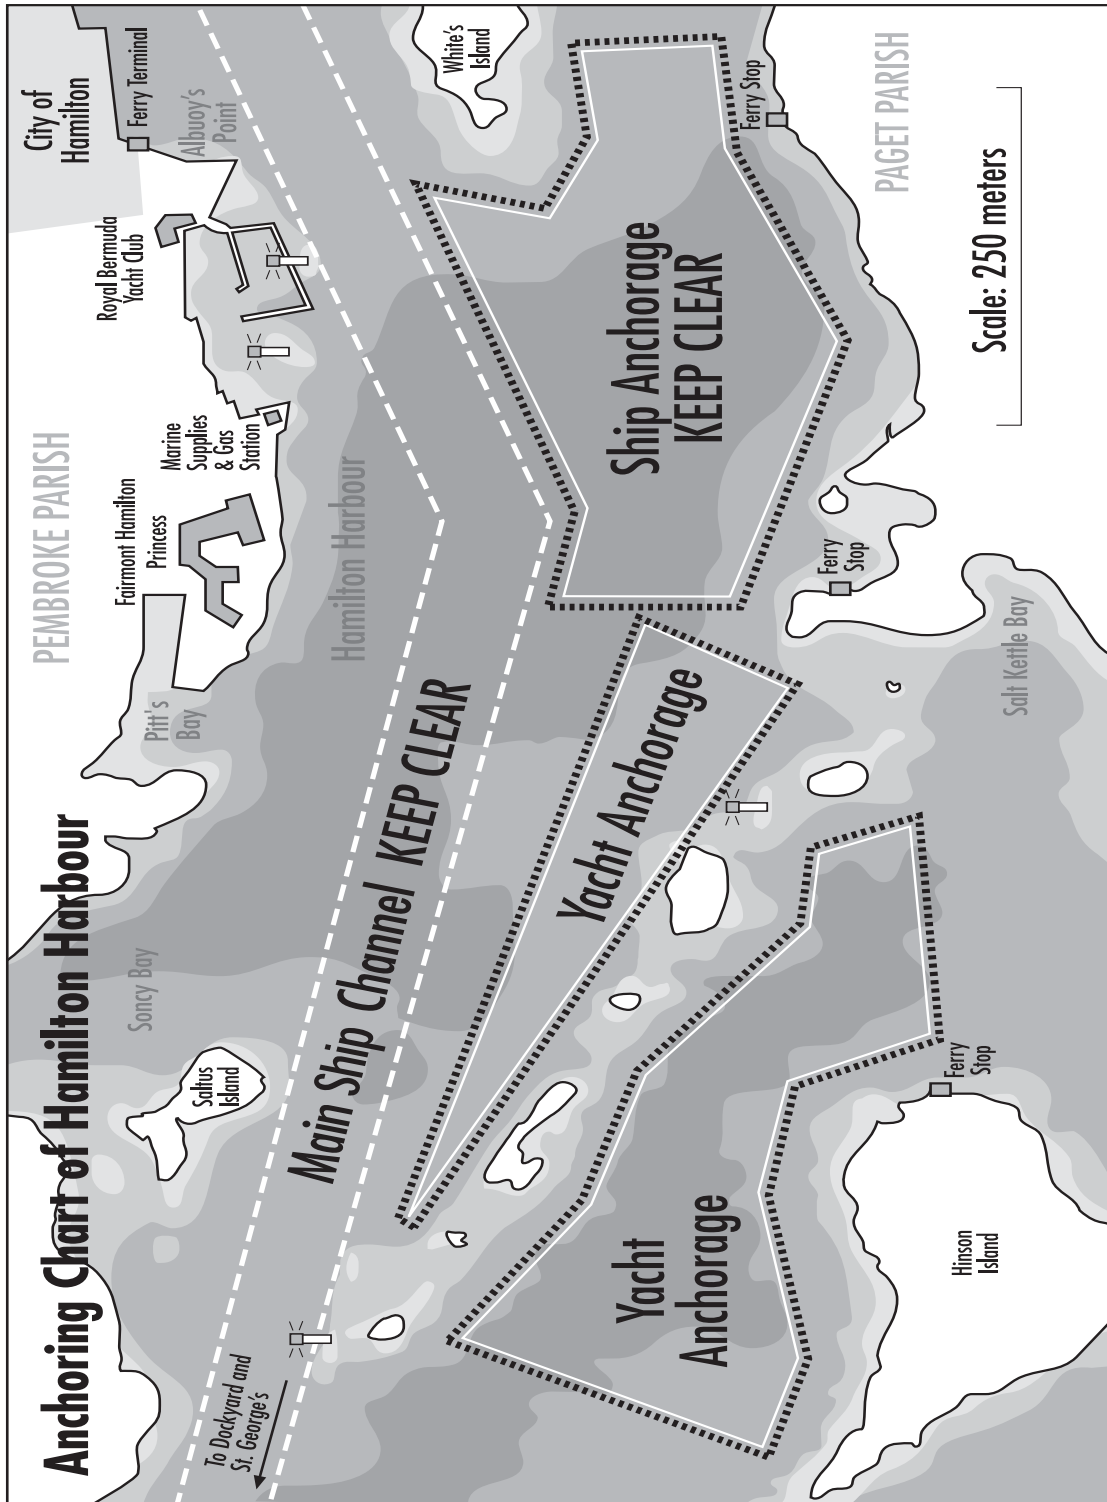 Anchoring Chart of Hamilton Harbour
PEMBROKE PARISH
City of
Hamilton
Ferry Terminal
Albuoy's
Point
Royal Bermuda
Yacht Club
Marine
Supplies
& Gas
Station
Fairmont Hamilton
Princess
Pitt's
Bay
Soncy Bay
Saltus
Island
Hamilton Harbour
To Dockyard and
St. George's
Main Ship Channel KEEP CLEAR
White's
Island
Ship Anchorage
KEEP CLEAR
Yacht Anchorage
Yacht
Anchorage
Ferry Stop
PAGET PARISH
Ferry
Stop
Salt Kettle Bay
Ferry
Stop
Hinson
Island
Scale: 250 meters